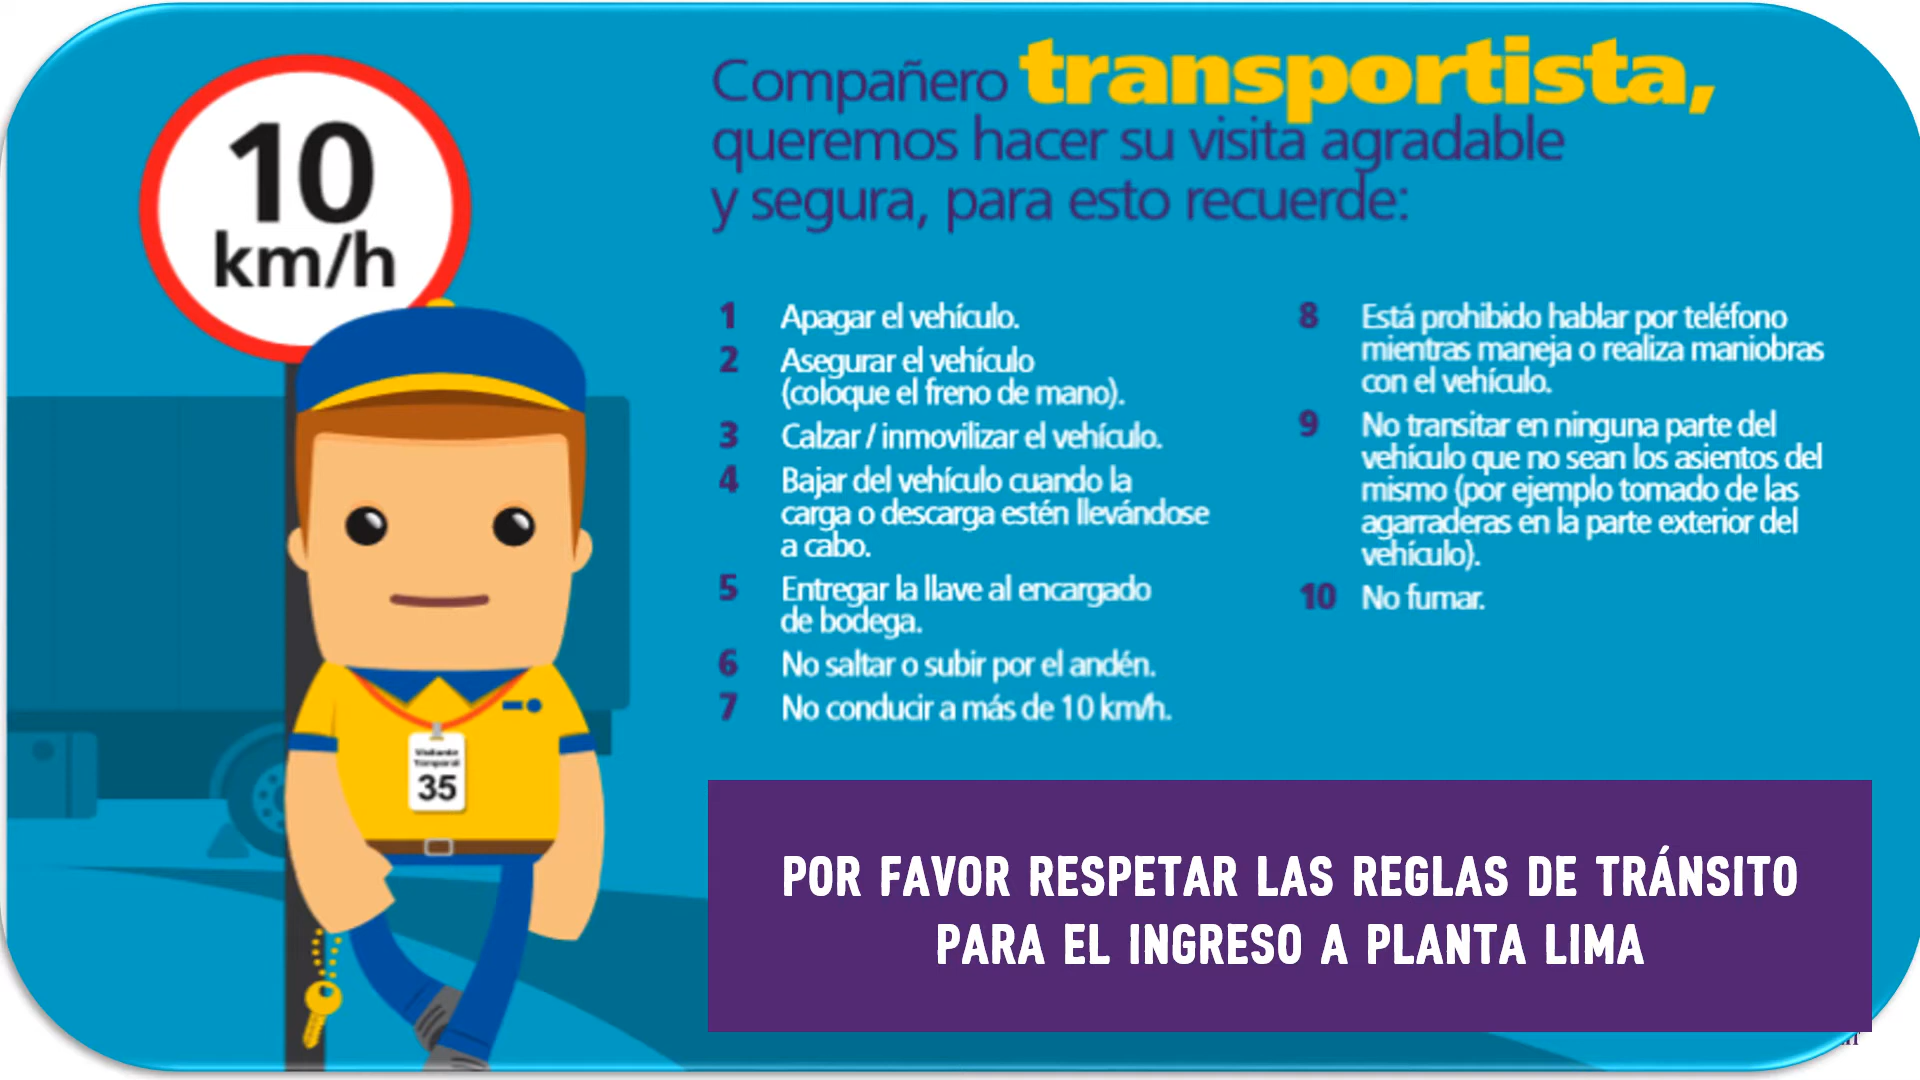 10
km/h
Compañero transportista,
queremos hacer su visita agradable
y segura, para esto recuerde:
1 Apagar el vehículo.
2 Asegurar el vehículo
(coloque el freno de mano).
3 Calzar / inmovilizar el vehículo.
4 Bajar del vehículo cuando la
carga o descarga estén llevándose
a cabo.
5 Entregar la llave al encargado
de bodega.
6 No saltar o subir por el andén.
7 No conducir a más de 10 km/h.
8 Está prohibido hablar por teléfono
mientras maneja o realiza maniobras
con el vehículo.
9 No transitar en ninguna parte del
vehículo que no sean los asientos del
mismo (por ejemplo tomado de las
agarraderas en la parte exterior del
vehículo).
10 No fumar.
Visitante
Temporal
35
POR FAVOR RESPETAR LAS REGLAS DE TRÁNSITO
PARA EL INGRESO A PLANTA LIMA